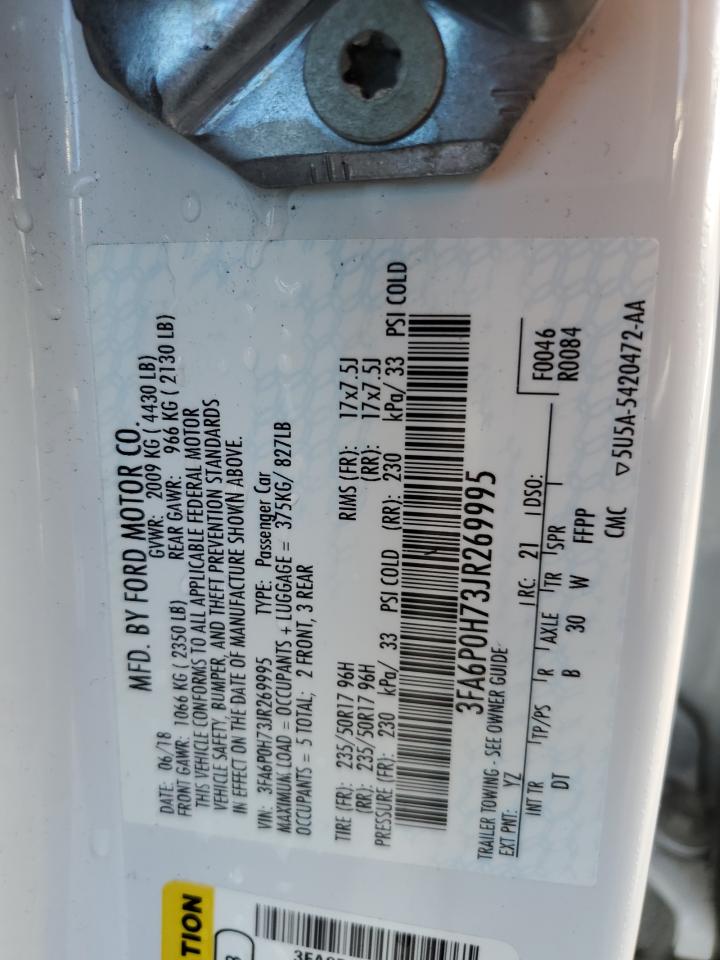 MFD. BY FORD MOTOR CO.
DATE: 06/18 GVWR: 2009 KG ( 4430 LB)
FRONT GAWR: 1066 KG ( 2350 LB) REAR GAWR: 966 KG ( 2130 LB)
THIS VEHICLE CONFORMS TO ALL APPLICABLE FEDERAL MOTOR
VEHICLE SAFETY, BUMPER, AND THEFT PREVENTION STANDARDS
IN EFFECT ON THE DATE OF MANUFACTURE SHOWN ABOVE.
VIN: 3FA6P0H73JR269995 TYPE: Passenger Car
MAXIMUM LOAD = OCCUPANTS + LUGGAGE = 375KG/ 827LB
OCCUPANTS = 5 TOTAL; 2 FRONT, 3 REAR
TIRE (FR): 235/50R17 96H RIMS (FR): 17x7.5J
(RR): 235/50R17 96H (RR): 17x7.5J
PRESSURE (FR): 230 kPa/ 33 PSI COLD (RR): 230 kPa/ 33 PSI COLD
3FA6P0H73JR269995
TRAILER TOWING - SEE OWNER GUIDE
EXT PNT: YZ RC: 21 DSO: F0046
R0084
INT TR TP/PS R AXLE TR SPR
DT B 30 W FFPP
CMC ▽5U5A-5420472-AA
TION